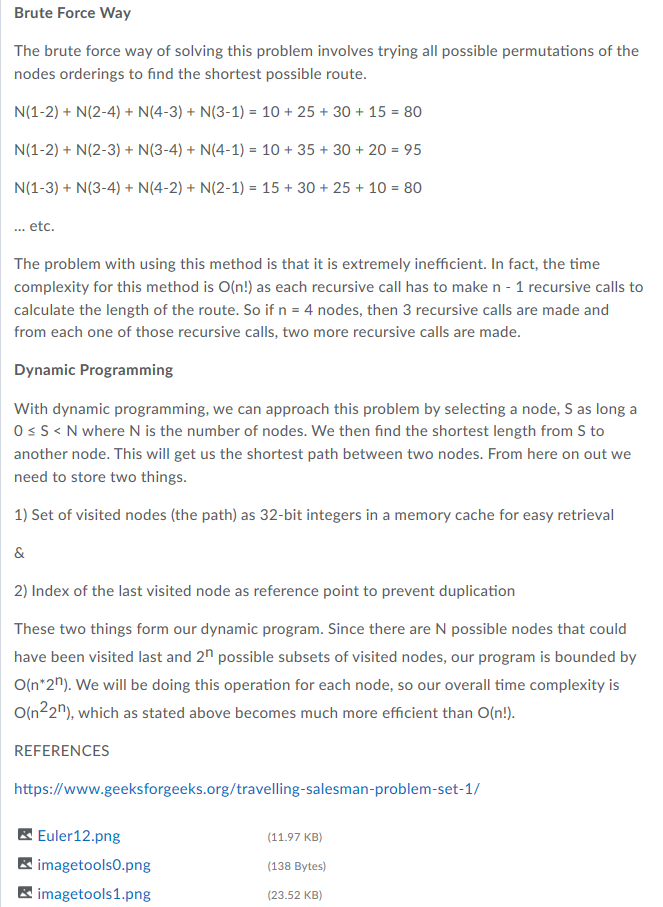 Brute Force Way
The brute force way of solving this problem involves trying all possible permutations of the
nodes orderings to find the shortest possible route.
N(1-2) + N(2-4) + N(4-3) + N(3-1) = 10 + 25 + 30 + 15 = 80
N(1-2) + N(2-3) + N(3-4) + N(4-1) = 10 + 35 + 30 + 20 = 95
N(1-3) + N(3-4) + N(4-2) + N(2-1) = 15 + 30 + 25 + 10 = 80
... etc.
The problem with using this method is that it is extremely inefficient. In fact, the time
complexity for this method is O(n!) as each recursive call has to make n - 1 recursive calls to
calculate the length of the route. So if n = 4 nodes, then 3 recursive calls are made and
from each one of those recursive calls, two more recursive calls are made.
Dynamic Programming
With dynamic programming, we can approach this problem by selecting a node, S as long a
0 ≤ S < N where N is the number of nodes. We then find the shortest length from S to
another node. This will get us the shortest path between two nodes. From here on out we
need to store two things.
1) Set of visited nodes (the path) as 32-bit integers in a memory cache for easy retrieval
&
2) Index of the last visited node as reference point to prevent duplication
These two things form our dynamic program. Since there are N possible nodes that could
have been visited last and 2ⁿ possible subsets of visited nodes, our program is bounded by
O(n*2ⁿ). We will be doing this operation for each node, so our overall time complexity is
O(n²2ⁿ), which as stated above becomes much more efficient than O(n!).
REFERENCES
https://www.geeksforgeeks.org/travelling-salesman-problem-set-1/
Euler12.png (11.97 KB)
imagetools0.png (138 Bytes)
imagetools1.png (23.52 KB)